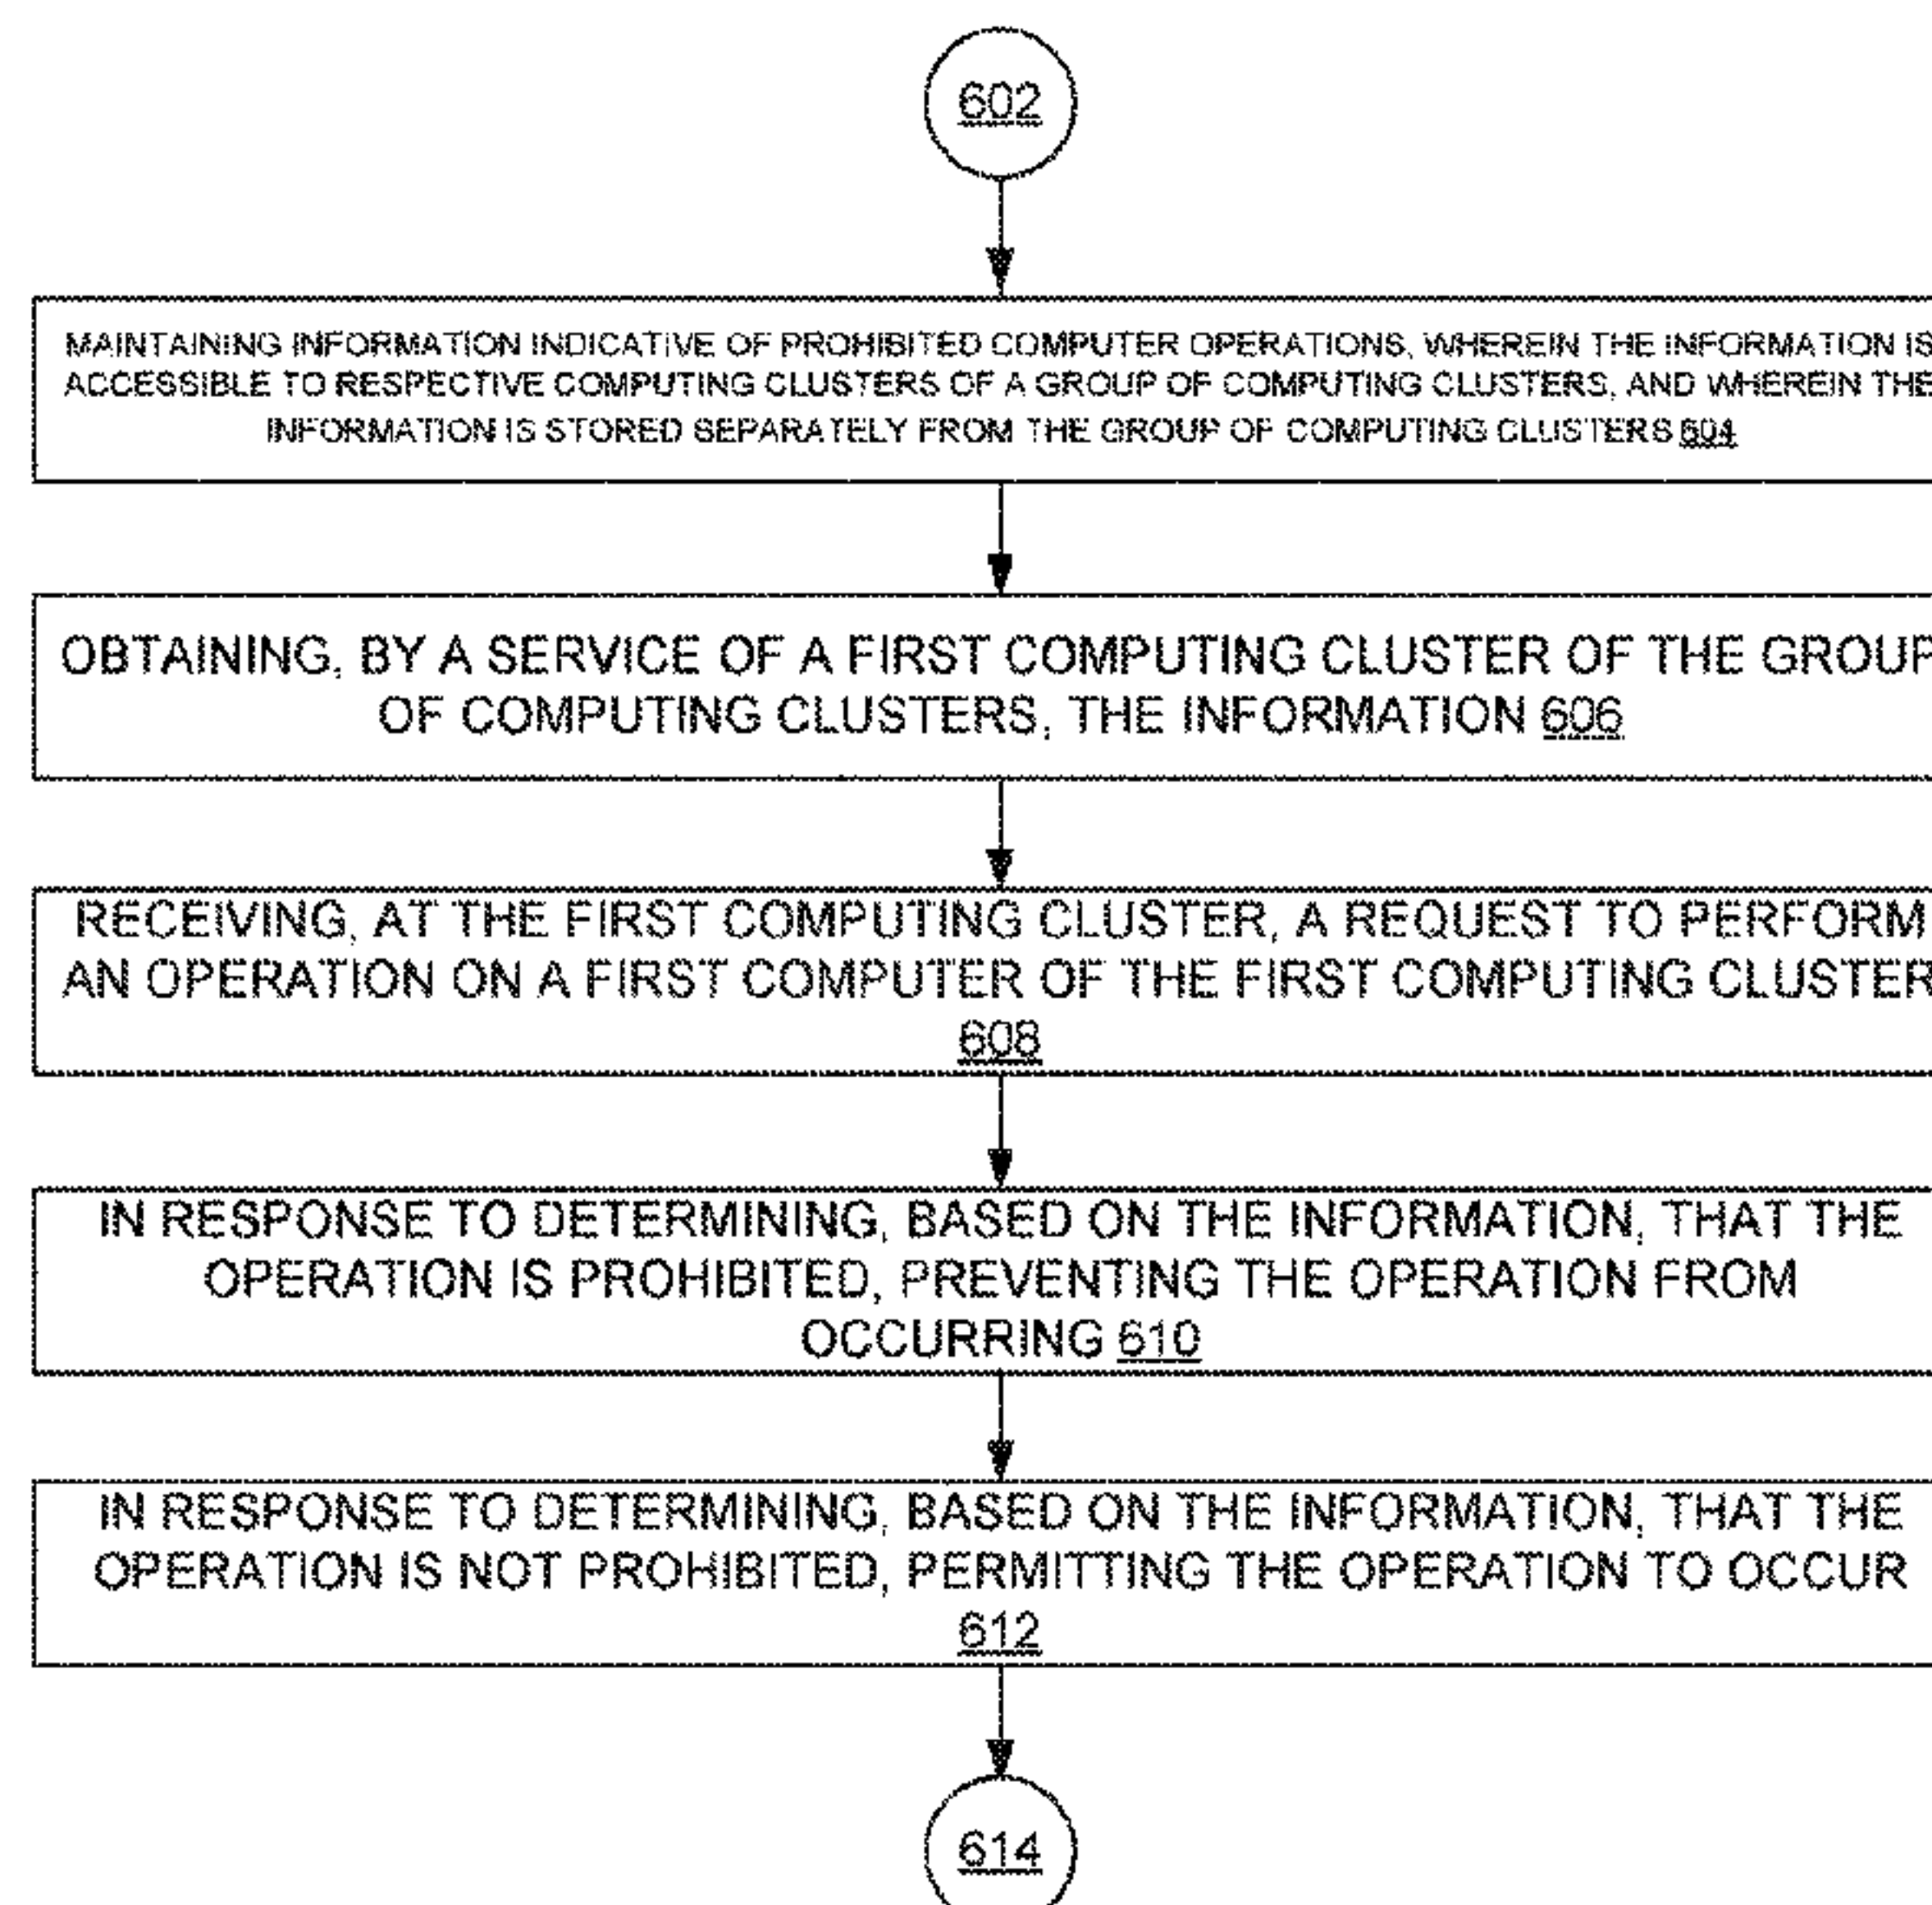 602
MAINTAINING INFORMATION INDICATIVE OF PROHIBITED COMPUTER OPERATIONS, WHEREIN THE INFORMATION IS
ACCESSIBLE TO RESPECTIVE COMPUTING CLUSTERS OF A GROUP OF COMPUTING CLUSTERS, AND WHEREIN THE
INFORMATION IS STORED SEPARATELY FROM THE GROUP OF COMPUTING CLUSTERS 604
OBTAINING, BY A SERVICE OF A FIRST COMPUTING CLUSTER OF THE GROUP
OF COMPUTING CLUSTERS, THE INFORMATION 606
RECEIVING, AT THE FIRST COMPUTING CLUSTER, A REQUEST TO PERFORM
AN OPERATION ON A FIRST COMPUTER OF THE FIRST COMPUTING CLUSTER
608
IN RESPONSE TO DETERMINING, BASED ON THE INFORMATION, THAT THE
OPERATION IS PROHIBITED, PREVENTING THE OPERATION FROM
OCCURRING 610
IN RESPONSE TO DETERMINING, BASED ON THE INFORMATION, THAT THE
OPERATION IS NOT PROHIBITED, PERMITTING THE OPERATION TO OCCUR
612
614